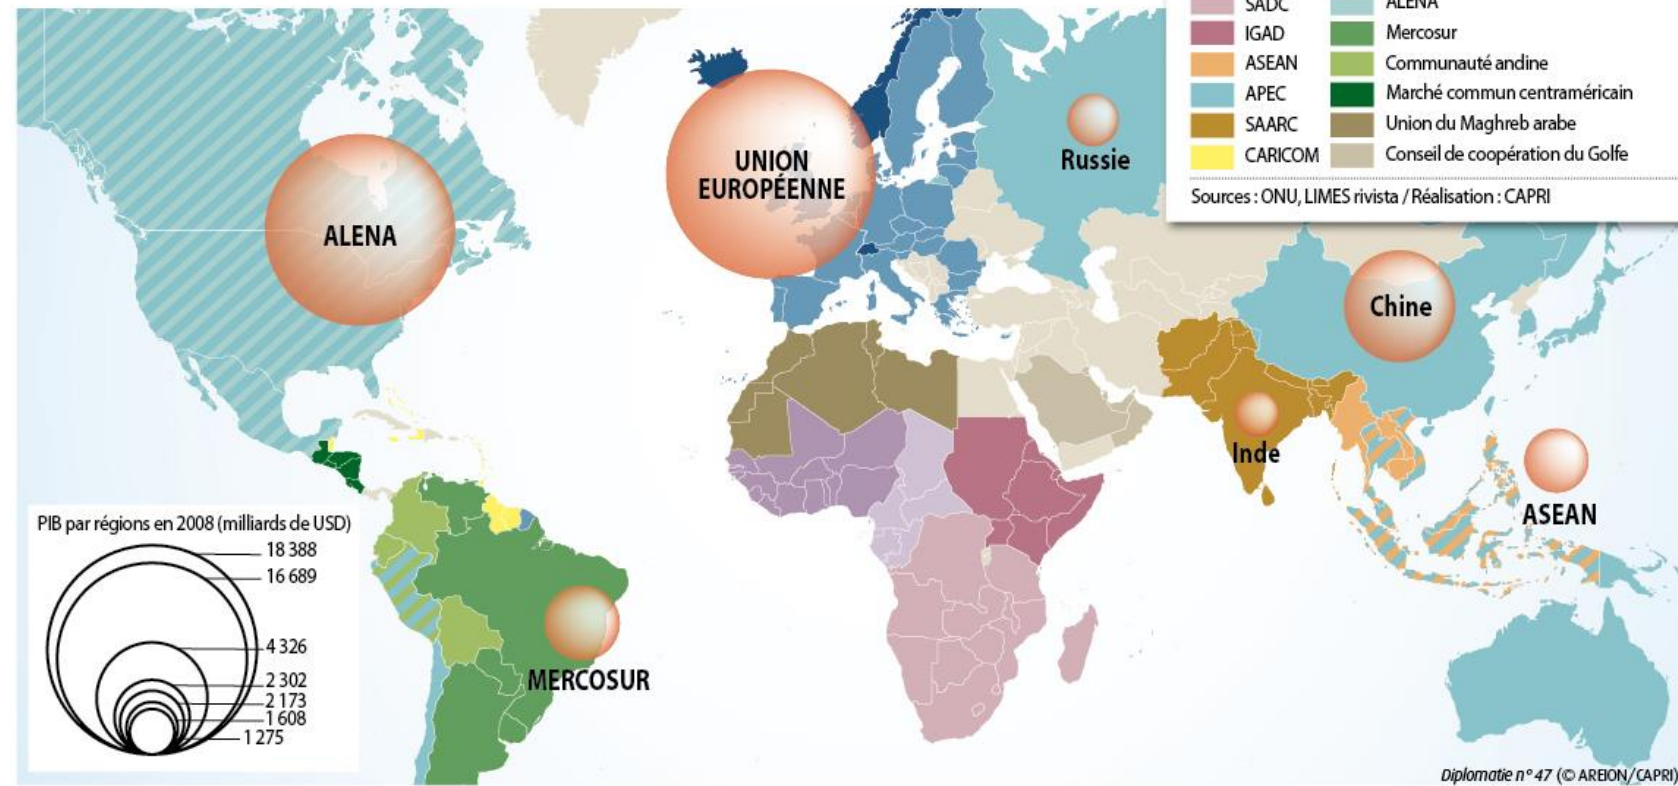 SADC
ALENA
IGAD
Mercosur
ASEAN
Communauté andine
APEC
Marché commun centraméricain
SAARC
Union du Maghreb arabe
CARICOM
Conseil de coopération du Golfe
Sources : ONU, LIMES rivista / Réalisation : CAPRI
UNION
EUROPÉENNE
Russie
ALENA
Chine
Inde
ASEAN
MERCOSUR
PIB par régions en 2008 (milliards de USD)
18 388
16 689
4 326
2 302
2 173
1 608
1 275
Diplomatie n° 47 (© AREION/CAPRI)